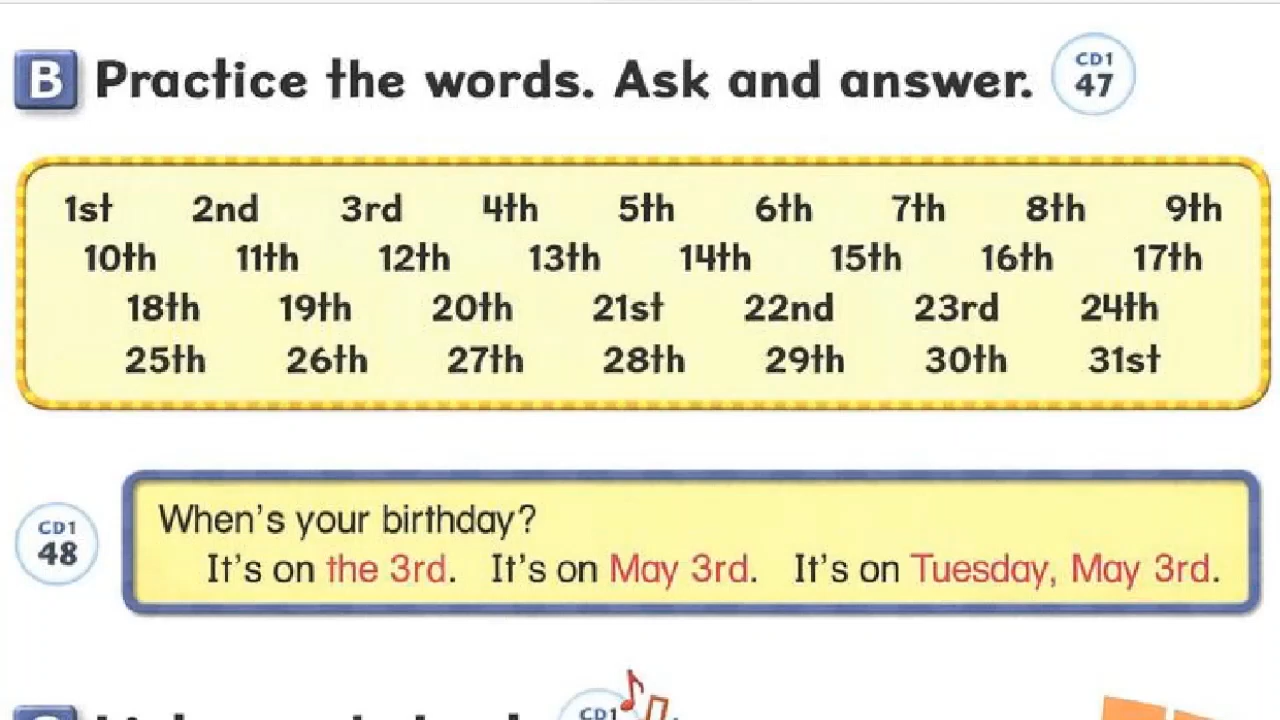 B Practice the words. Ask and answer. CD1 47
1st 2nd 3rd 4th 5th 6th 7th 8th 9th
10th 11th 12th 13th 14th 15th 16th 17th
18th 19th 20th 21st 22nd 23rd 24th
25th 26th 27th 28th 29th 30th 31st
CD1 48
When's your birthday?
It's on the 3rd. It's on May 3rd. It's on Tuesday, May 3rd.
CD1